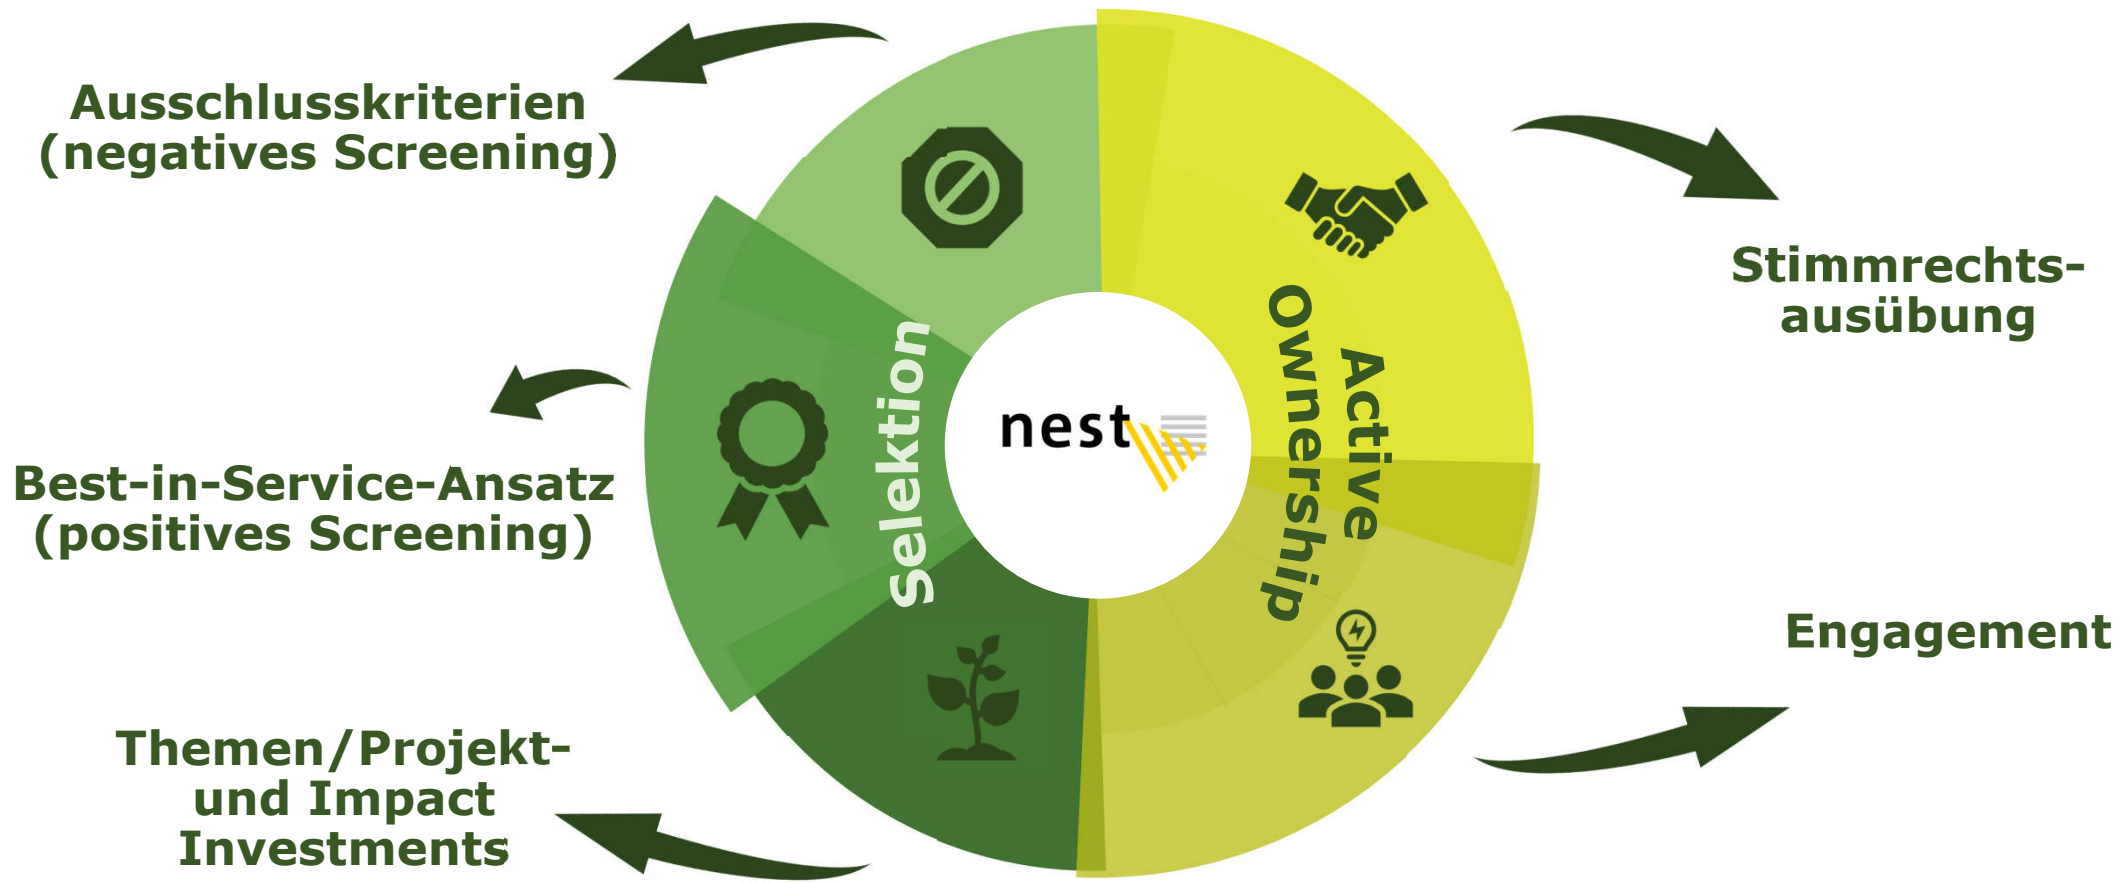 Ausschlusskriterien
(negatives Screening)
Best-in-Service-Ansatz
(positives Screening)
Themen/Projekt-
und Impact
Investments
Selektion
nest
Active
Ownership
Stimmrechts-
ausübung
Engagement